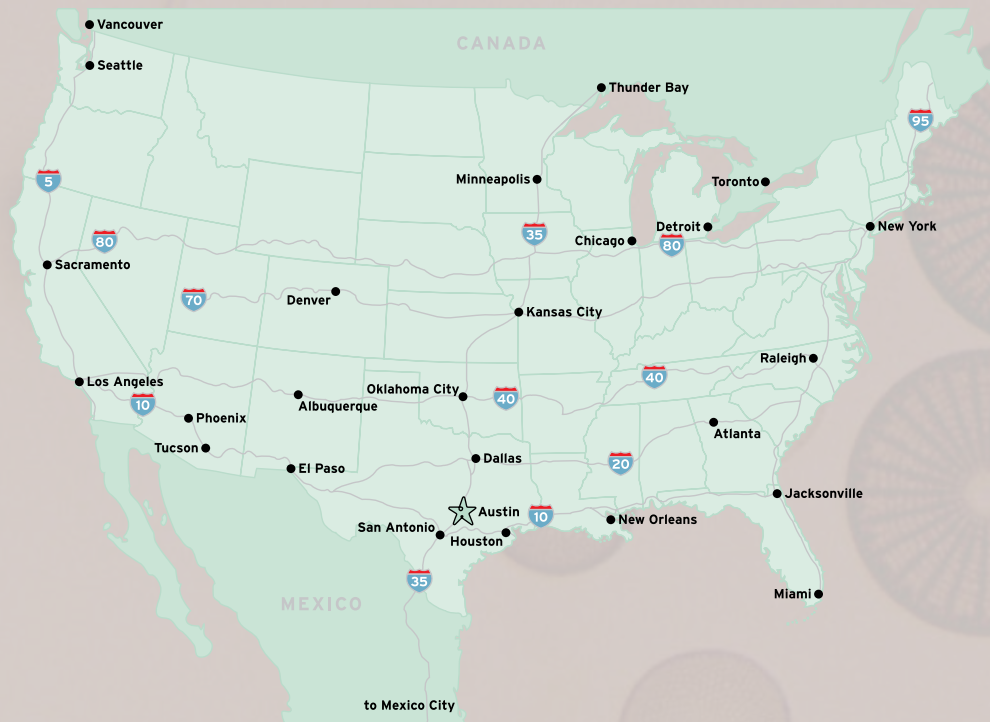 Vancouver
CANADA
Seattle
Thunder Bay
95
5
Minneapolis
Toronto
35
Chicago
Detroit
New York
80
80
Sacramento
70
Denver
Kansas City
Raleigh
40
Los Angeles
Oklahoma City
40
10
Albuquerque
Phoenix
Atlanta
Tucson
Dallas
20
El Paso
Jacksonville
Austin
10
New Orleans
San Antonio
Houston
35
Miami
MEXICO
to Mexico City